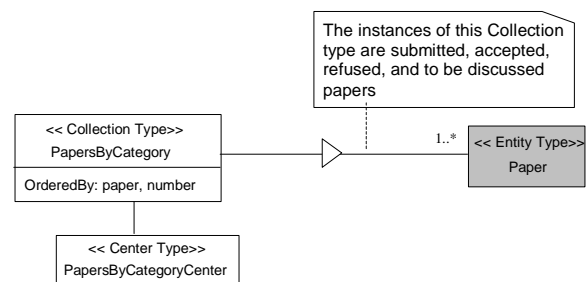 The instances of this Collection
type are submitted, accepted,
refused, and to be discussed
papers
<< Collection Type>>
PapersByCategory
OrderedBy: paper, number
1..*
<< Entity Type>>
Paper
<< Center Type>>
PapersByCategoryCenter